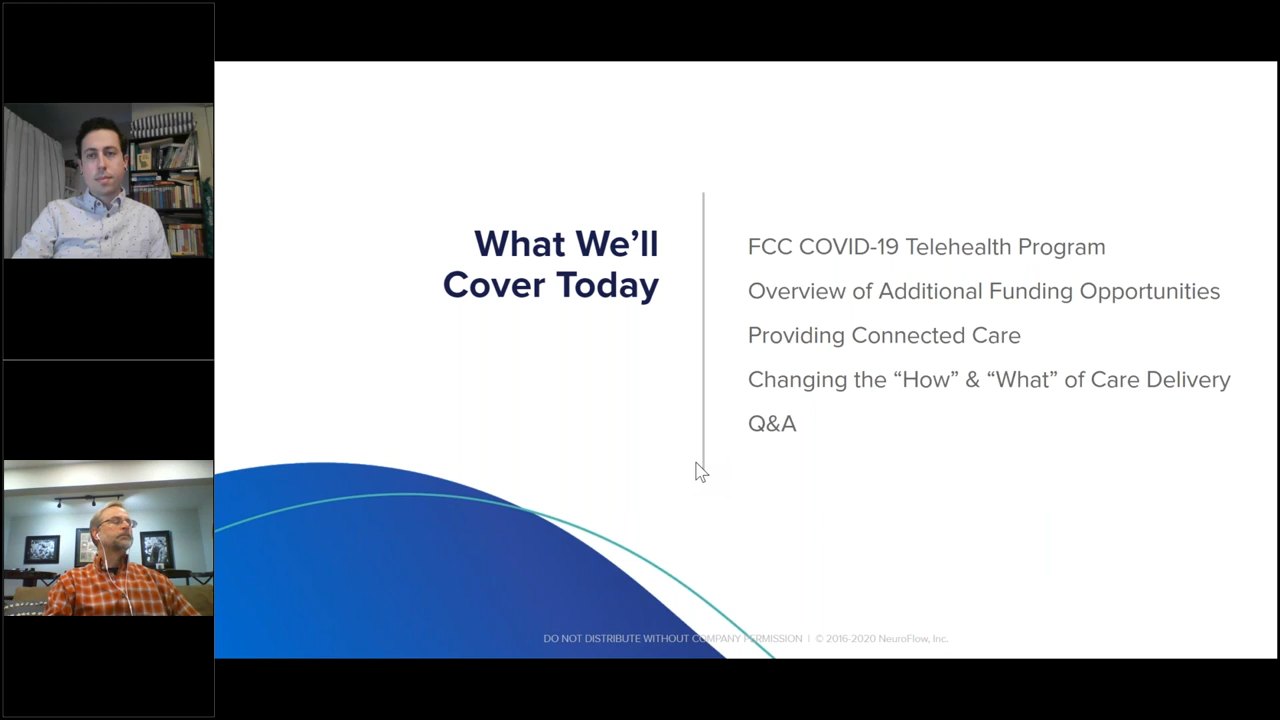 What We’ll
Cover Today
FCC COVID-19 Telehealth Program
Overview of Additional Funding Opportunities
Providing Connected Care
Changing the “How” & “What” of Care Delivery
Q&A
DO NOT DISTRIBUTE WITHOUT COMPANY PERMISSION | © 2016-2020 NeuroFlow, Inc.